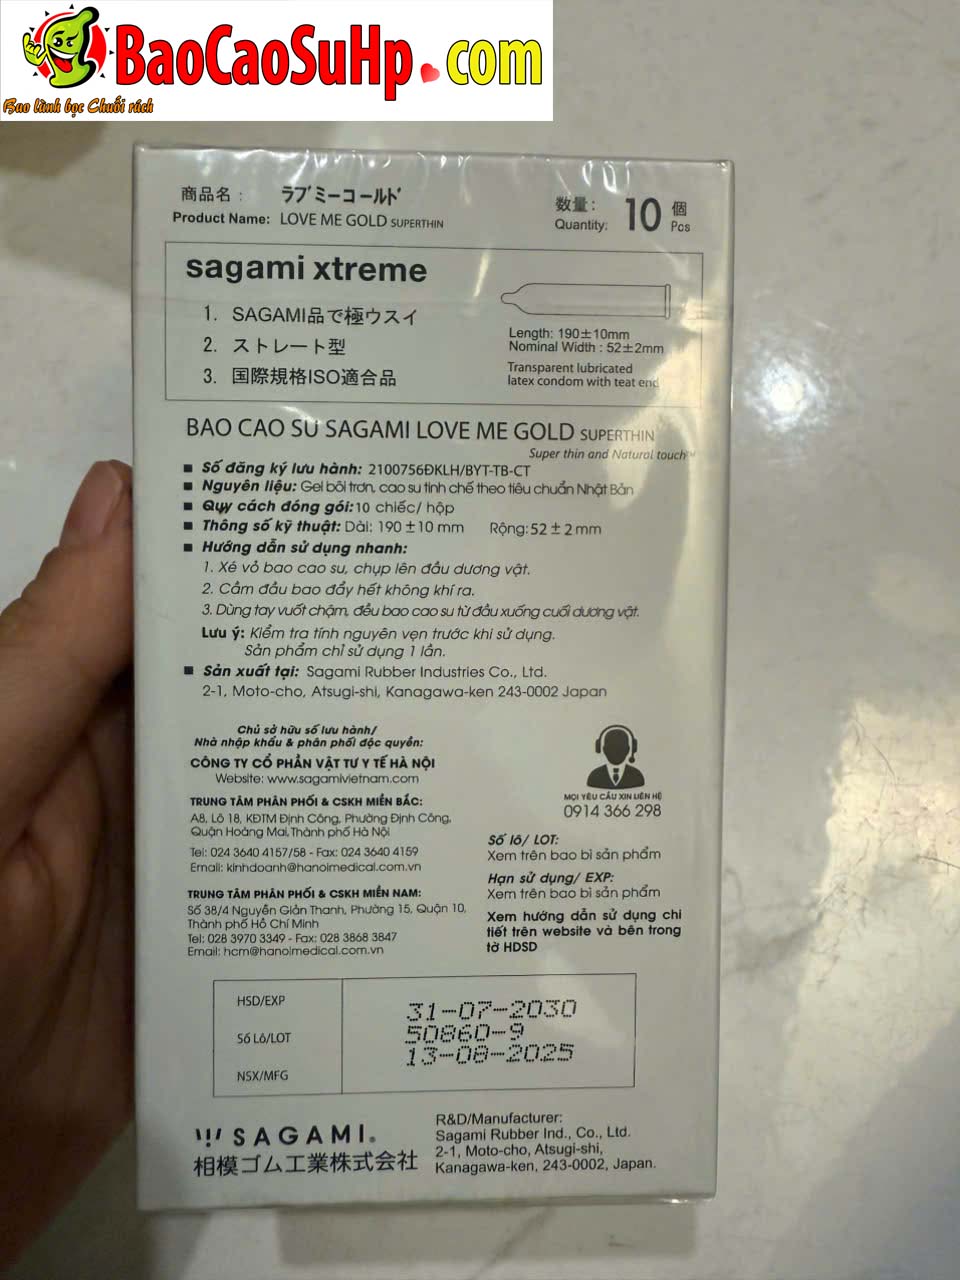 BaoCaoSuHp.com
Bao lành bọc Chuối rách
商品名: ラブミーゴールド
Product Name: LOVE ME GOLD SUPERTHIN
数量: 10 個
Quantity: Pcs
sagami xtreme
1. SAGAMI品で極ウスイ
2. ストレート型
3. 国際規格ISO適合品
Length: 190±10mm
Nominal Width : 52±2mm
Transparent lubricated
latex condom with teat end
BAO CAO SU SAGAMI LOVE ME GOLD SUPERTHIN
Super thin and Natural touch™
■ Số đăng ký lưu hành: 2100756ĐKLH/BYT-TB-CT
■ Nguyên liệu: Gel bôi trơn, cao su tinh chế theo tiêu chuẩn Nhật Bản
■ Quy cách đóng gói: 10 chiếc/ hộp
■ Thông số kỹ thuật: Dài: 190 ± 10 mm Rộng: 52 ± 2 mm
■ Hướng dẫn sử dụng nhanh:
1. Xé vỏ bao cao su, chụp lên đầu dương vật.
2. Cầm đầu bao đẩy hết không khí ra.
3. Dùng tay vuốt chậm, đều bao cao su từ đầu xuống cuối dương vật.
Lưu ý: Kiểm tra tính nguyên vẹn trước khi sử dụng.
Sản phẩm chỉ sử dụng 1 lần.
■ Sản xuất tại: Sagami Rubber Industries Co., Ltd.
2-1, Moto-cho, Atsugi-shi, Kanagawa-ken 243-0002 Japan
Chủ sở hữu số lưu hành/
Nhà nhập khẩu & phân phối độc quyền:
CÔNG TY CỔ PHẦN VẬT TƯ Y TẾ HÀ NỘI
Website: www.sagamivietnam.com
TRUNG TÂM PHÂN PHỐI & CSKH MIỀN BẮC:
A8, Lô 18, KĐTM Định Công, Phường Định Công,
Quận Hoàng Mai, Thành phố Hà Nội
Tel: 024 3640 4157/58 - Fax: 024 3640 4159
Email: kinhdoanh@hanoimedical.com.vn
TRUNG TÂM PHÂN PHỐI & CSKH MIỀN NAM:
Số 38/4 Nguyễn Giản Thanh, Phường 15, Quận 10,
Thành phố Hồ Chí Minh
Tel: 028 3970 3349 - Fax: 028 3868 3847
Email: hcm@hanoimedical.com.vn
MỌI YÊU CẦU XIN LIÊN HỆ
0914 366 298
Số lô/ LOT:
Xem trên bao bì sản phẩm
Hạn sử dụng/ EXP:
Xem trên bao bì sản phẩm
Xem hướng dẫn sử dụng chi
tiết trên website và bên trong
tờ HDSD
HSD/EXP 31-07-2030
Số Lô/LOT 50860-9
NSX/MFG 13-08-2025
SAGAMI®
相模ゴム工業株式会社
R&D/Manufacturer:
Sagami Rubber Ind., Co., Ltd.
2-1, Moto-cho, Atsugi-shi,
Kanagawa-ken, 243-0002, Japan.